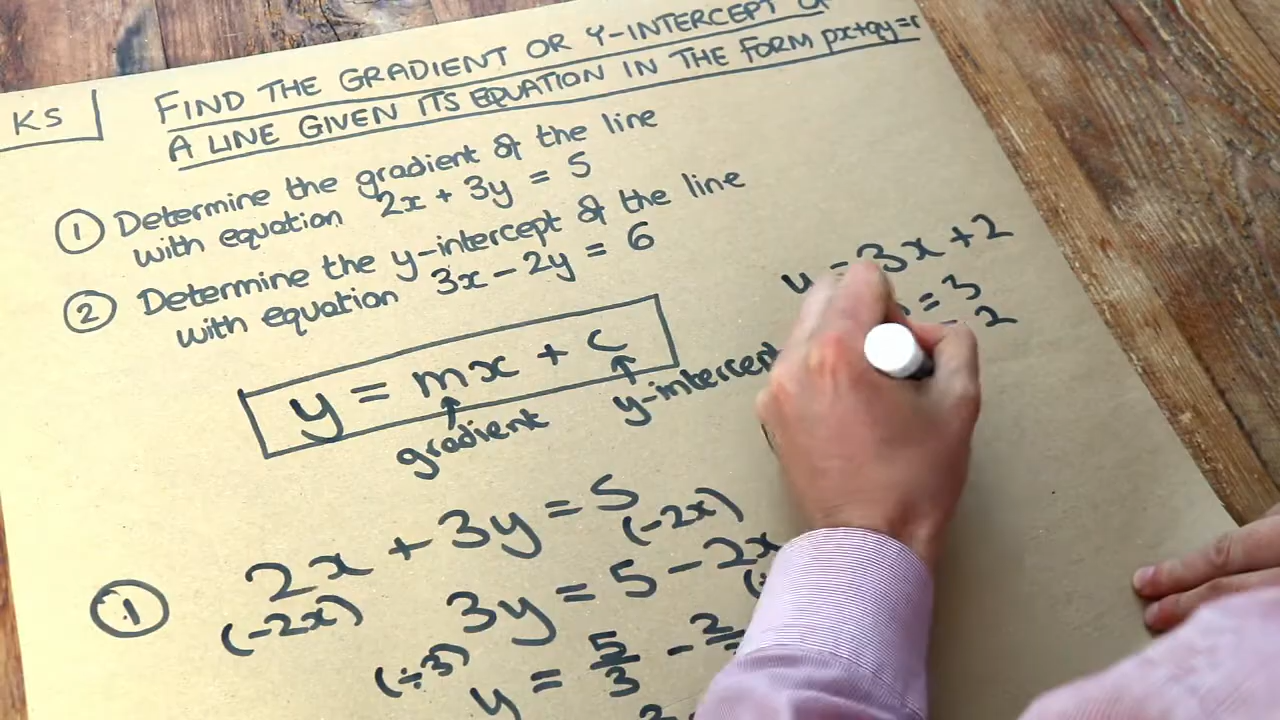 KS
FIND THE GRADIENT OR Y-INTERCEPT OF
A LINE GIVEN ITS EQUATION IN THE FORM px+qy=r
① Determine the gradient of the line
with equation 2x + 3y = 5
② Determine the y-intercept of the line
with equation 3x - 2y = 6
y = mx + c
gradient
y-intercept
y = 3x + 2
= 3
2
① 2x + 3y = 5
(-2x) (-2x)
3y = 5 - 2x
(÷3)
y = 5/3 - 2/